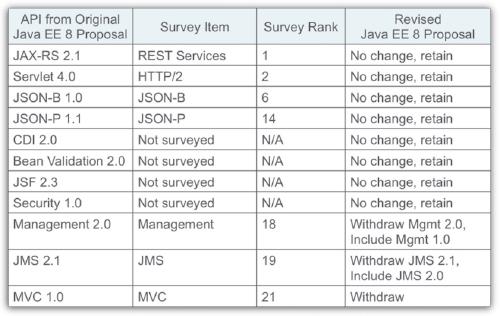 API from Original Java EE 8 Proposal Survey Item Survey Rank Revised Java EE 8 Proposal
JAX-RS 2.1 REST Services 1 No change, retain
Servlet 4.0 HTTP/2 2 No change, retain
JSON-B 1.0 JSON-B 6 No change, retain
JSON-P 1.1 JSON-P 14 No change, retain
CDI 2.0 Not surveyed N/A No change, retain
Bean Validation 2.0 Not surveyed N/A No change, retain
JSF 2.3 Not surveyed N/A No change, retain
Security 1.0 Not surveyed N/A No change, retain
Management 2.0 Management 18 Withdraw Mgmt 2.0,
Include Mgmt 1.0
JMS 2.1 JMS 19 Withdraw JMS 2.1,
Include JMS 2.0
MVC 1.0 MVC 21 Withdraw